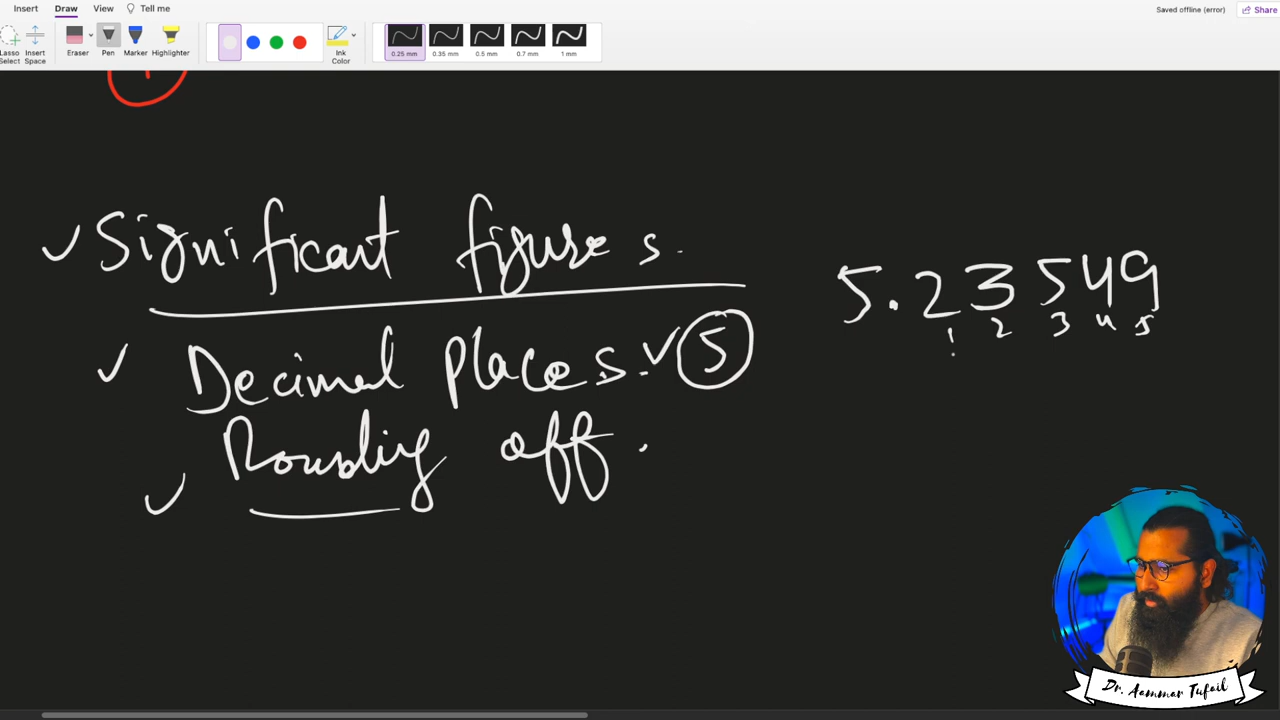 Insert Draw View Tell me
Saved offline (error)
Share
Lasso Select
Insert Space
Eraser
Pen
Marker
Highlighter
Ink Color
0.25 mm
0.35 mm
0.5 mm
0.7 mm
1 mm
Significant figures.
5.23549
1 2 3 4 5
Decimal places. 5
Rounding off.
Dr. Aammar Tufail